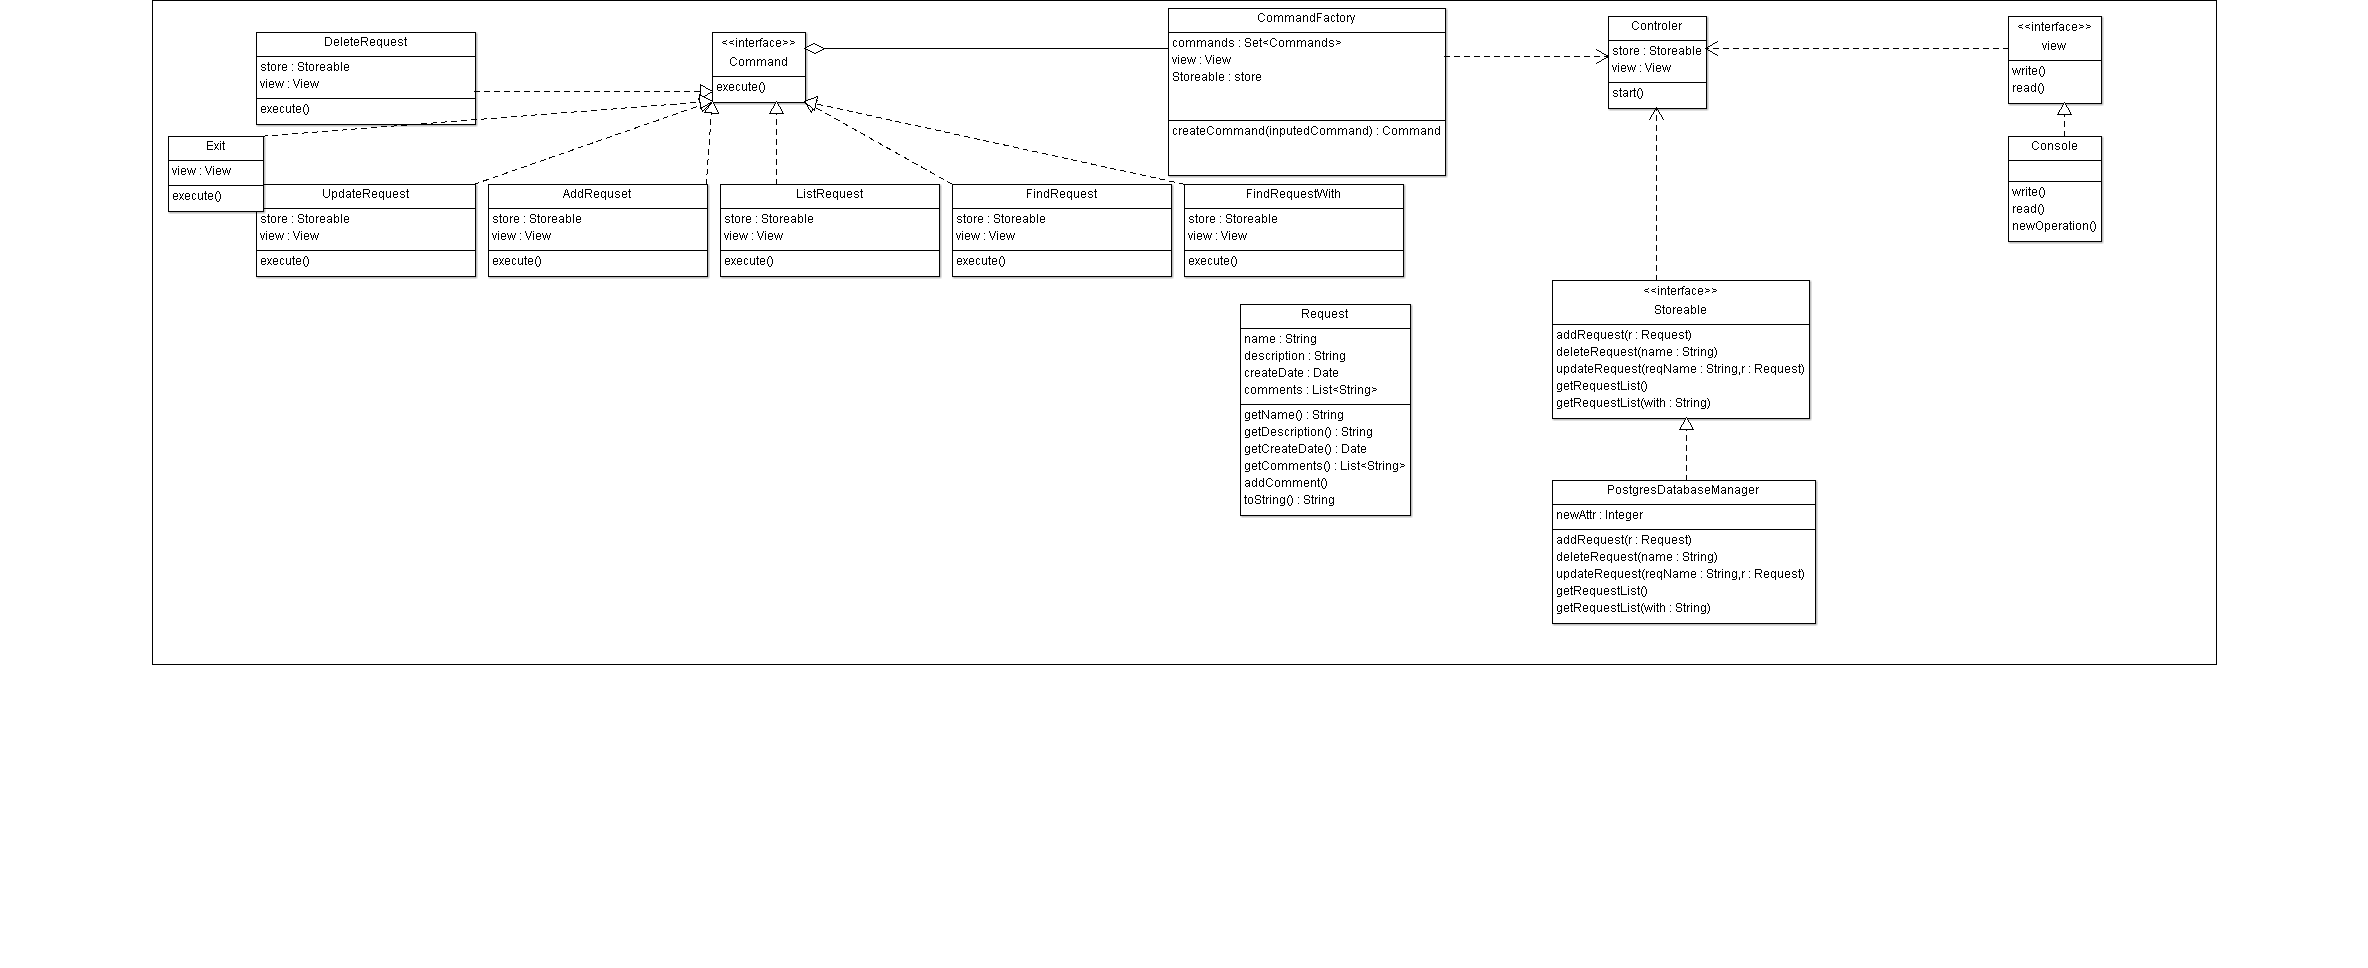 DeleteRequest
store : Storeable
view : View
execute()
Exit
view : View
execute()
UpdateRequest
store : Storeable
view : View
execute()
AddRequset
store : Storeable
view : View
execute()
<<interface>>
Command
execute()
ListRequest
store : Storeable
view : View
execute()
FindRequest
store : Storeable
view : View
execute()
FindRequestWith
store : Storeable
view : View
execute()
CommandFactory
commands : Set<Commands>
view : View
Storeable : store
createCommand(inputedCommand) : Command
Request
name : String
description : String
createDate : Date
comments : List<String>
getName() : String
getDescription() : String
getCreateDate() : Date
getComments() : List<String>
addComment()
toString() : String
Controler
store : Storeable
view : View
start()
<<interface>>
Storeable
addRequest(r : Request)
deleteRequest(name : String)
updateRequest(reqName : String,r : Request)
getRequestList()
getRequestList(with : String)
PostgresDatabaseManager
newAttr : Integer
addRequest(r : Request)
deleteRequest(name : String)
updateRequest(reqName : String,r : Request)
getRequestList()
getRequestList(with : String)
<<interface>>
view
write()
read()
Console
write()
read()
newOperation()